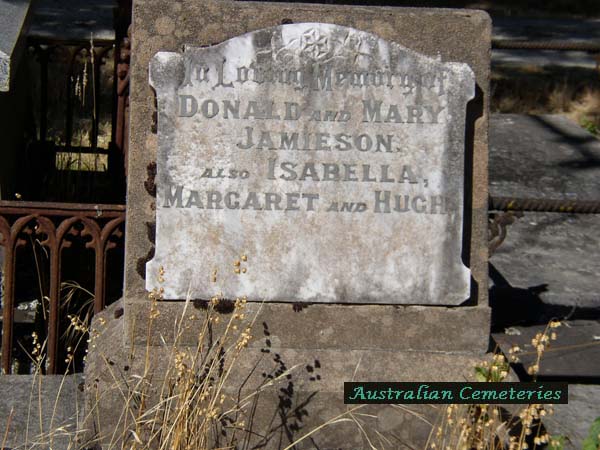 In Loving Memory of
DONALD AND MARY
JAMIESON.
ALSO ISABELLA,
MARGARET AND HUGH.
Australian Cemeteries